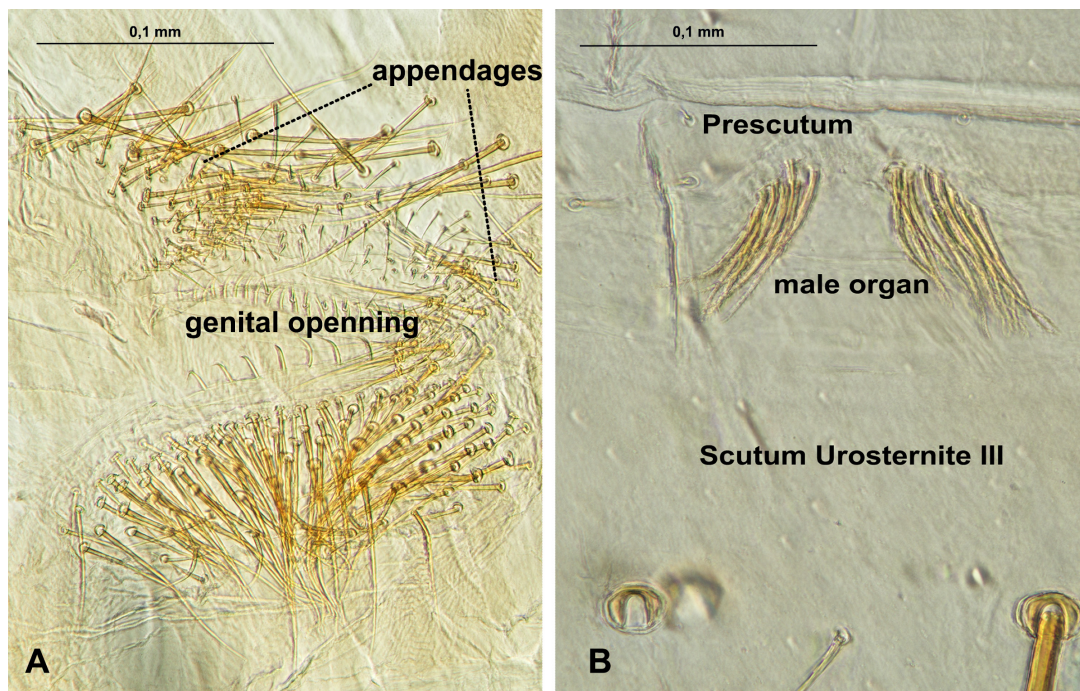 0,1 mm
appendages
genital openning
A
0,1 mm
Prescutum
male organ
Scutum Urosternite III
B